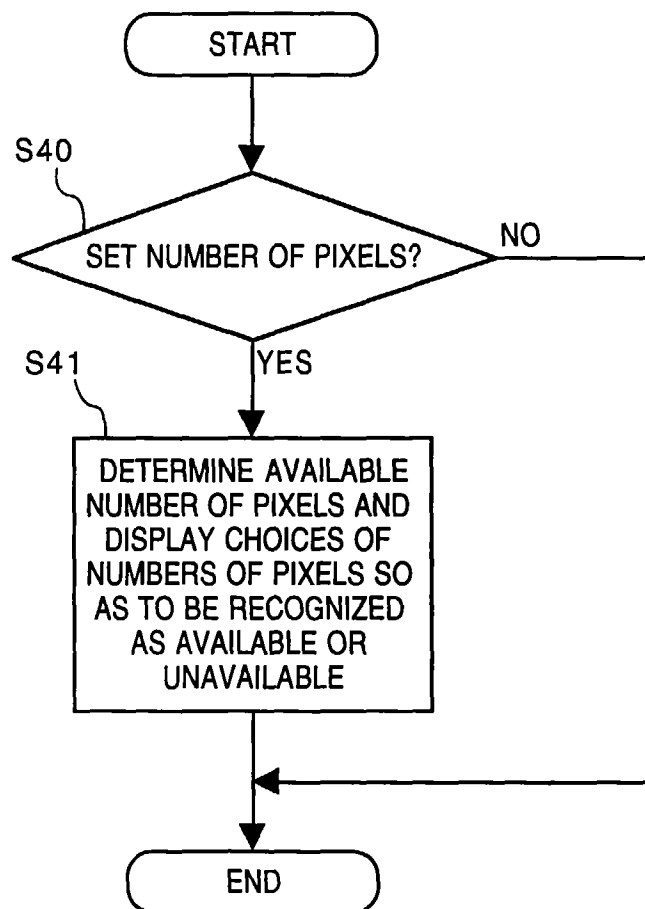 START
S40
SET NUMBER OF PIXELS?
NO
YES
S41
DETERMINE AVAILABLE
NUMBER OF PIXELS AND
DISPLAY CHOICES OF
NUMBERS OF PIXELS SO
AS TO BE RECOGNIZED
AS AVAILABLE OR
UNAVAILABLE
END